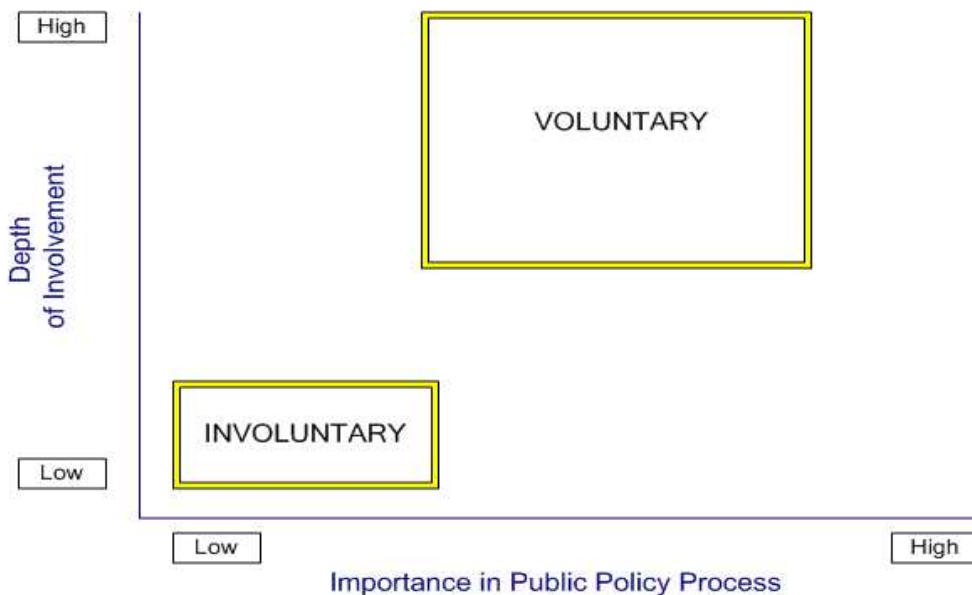 High
VOLUNTARY
Depth
of Involvement
INVOLUNTARY
Low
Low
High
Importance in Public Policy Process